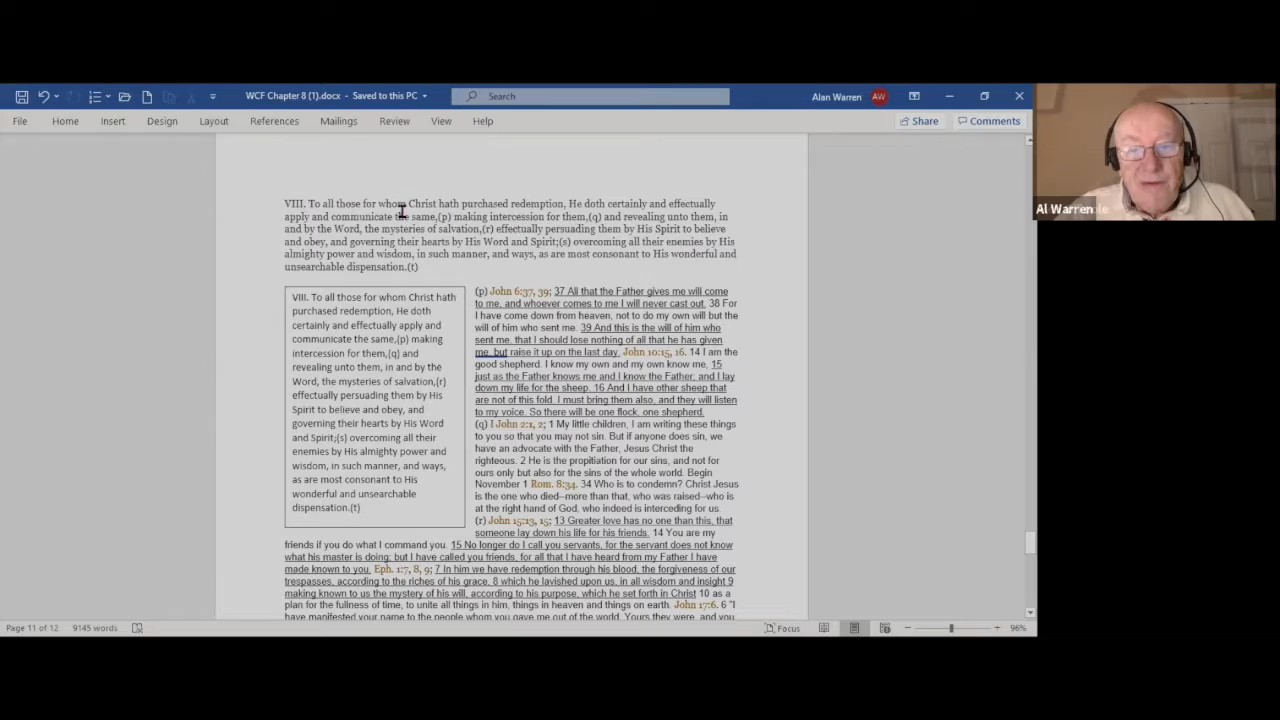 WCF Chapter 8 (1).docx - Saved to this PC
Search
Alan Warren AW
File Home Insert Design Layout References Mailings Review View Help
Share Comments
VIII. To all those for whom Christ hath purchased redemption, He doth certainly and effectually
apply and communicate the same,(p) making intercession for them,(q) and revealing unto them, in
and by the Word, the mysteries of salvation,(r) effectually persuading them by His Spirit to believe
and obey, and governing their hearts by His Word and Spirit;(s) overcoming all their enemies by His
almighty power and wisdom, in such manner, and ways, as are most consonant to His wonderful and
unsearchable dispensation.(t)
VIII. To all those for whom Christ hath
purchased redemption, He doth
certainly and effectually apply and
communicate the same,(p) making
intercession for them,(q) and
revealing unto them, in and by the
Word, the mysteries of salvation,(r)
effectually persuading them by His
Spirit to believe and obey, and
governing their hearts by His Word
and Spirit;(s) overcoming all their
enemies by His almighty power and
wisdom, in such manner, and ways,
as are most consonant to His
wonderful and unsearchable
dispensation.(t)
(p) John 6:37, 39; 37 All that the Father gives me will come
to me, and whoever comes to me I will never cast out. 38 For
I have come down from heaven, not to do my own will but the
will of him who sent me. 39 And this is the will of him who
sent me, that I should lose nothing of all that he has given
me, but raise it up on the last day. John 10:15, 16. 14 I am the
good shepherd. I know my own and my own know me, 15
just as the Father knows me and I know the Father; and I lay
down my life for the sheep. 16 And I have other sheep that
are not of this fold. I must bring them also, and they will listen
to my voice. So there will be one flock, one shepherd.
(q) I John 2:1, 2; 1 My little children, I am writing these things
to you so that you may not sin. But if anyone does sin, we
have an advocate with the Father, Jesus Christ the
righteous. 2 He is the propitiation for our sins, and not for
ours only but also for the sins of the whole world. Begin
November 1 Rom. 8:34. 34 Who is to condemn? Christ Jesus
is the one who died--more than that, who was raised--who is
at the right hand of God, who indeed is interceding for us.
(r) John 15:13, 15; 13 Greater love has no one than this, that
someone lay down his life for his friends. 14 You are my
friends if you do what I command you. 15 No longer do I call you servants, for the servant does not know
what his master is doing; but I have called you friends, for all that I have heard from my Father I have
made known to you. Eph. 1:7, 8, 9; 7 In him we have redemption through his blood, the forgiveness of our
trespasses, according to the riches of his grace, 8 which he lavished upon us, in all wisdom and insight 9
making known to us the mystery of his will, according to his purpose, which he set forth in Christ 10 as a
plan for the fullness of time, to unite all things in him, things in heaven and things on earth. John 17:6. 6 "I
have manifested your name to the people whom you gave me out of the world. Yours they were, and you
Page 11 of 12 9145 words
Focus
96%
Al Warren